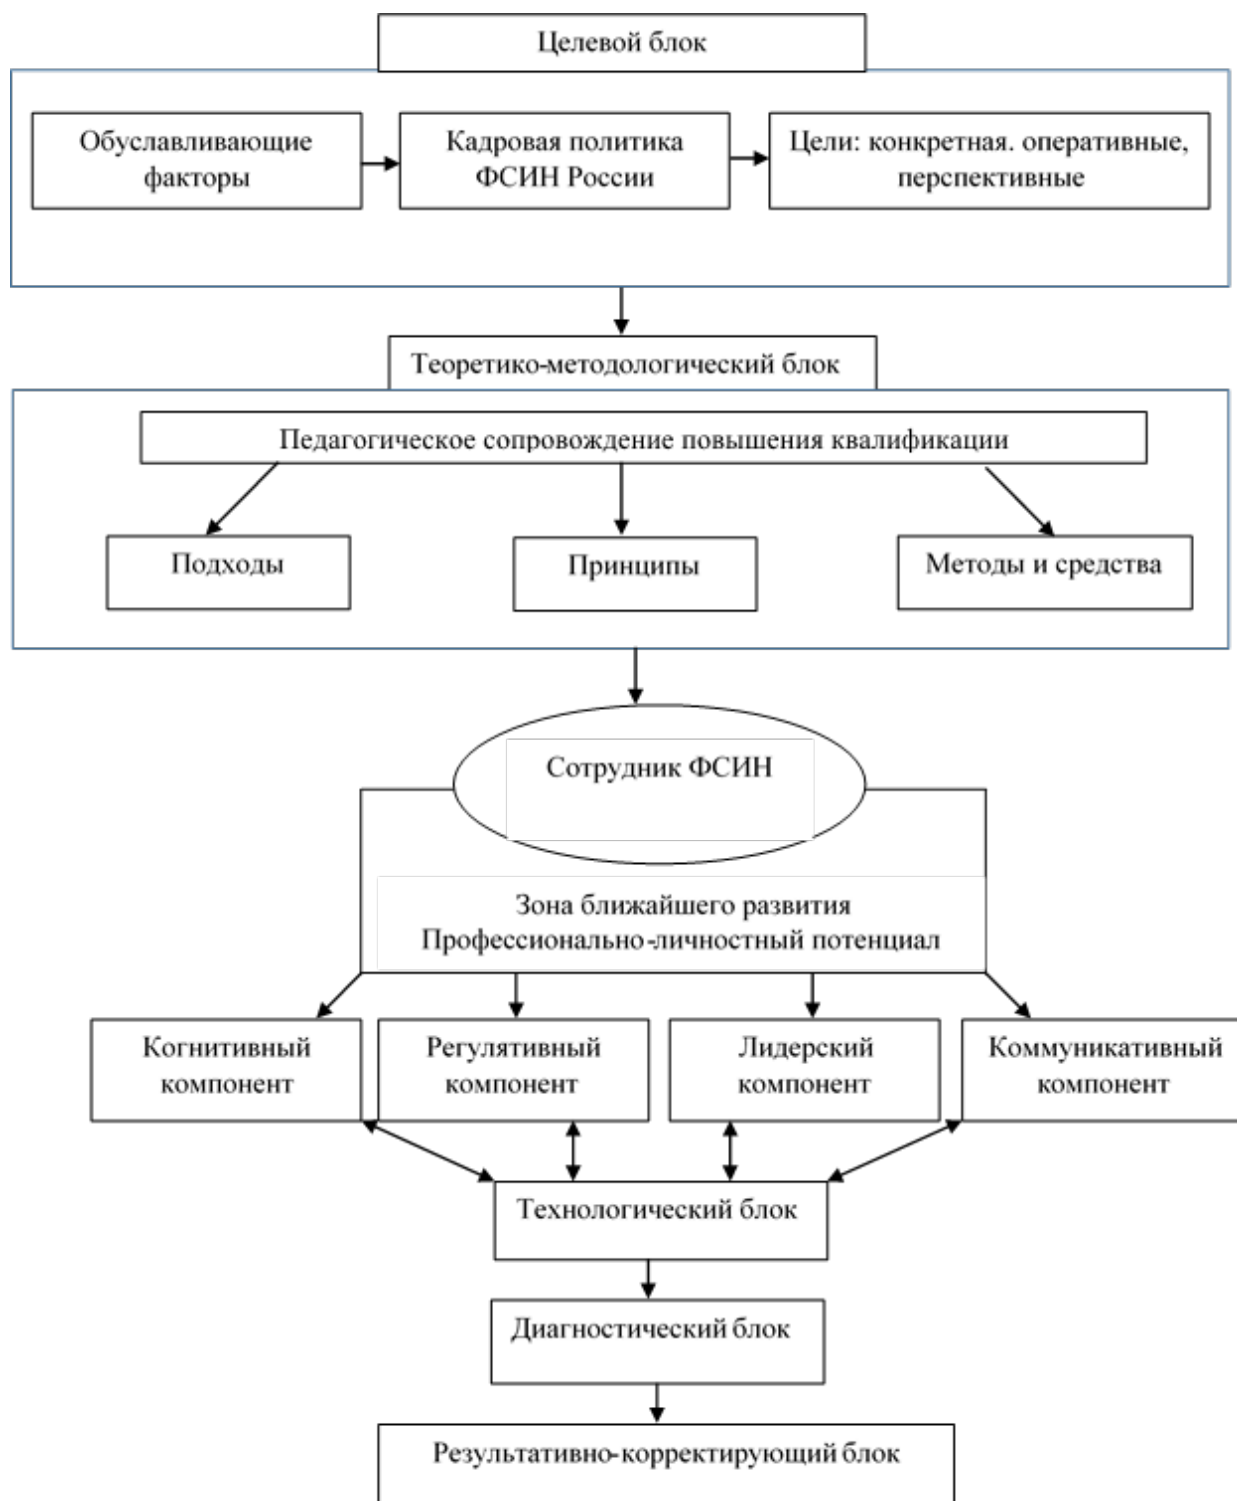 Целевой блок
Обуславливающие
факторы
Кадровая политика
ФСИН России
Цели: конкретная. оперативные,
перспективные
Теоретико-методологический блок
Педагогическое сопровождение повышения квалификации
Подходы
Принципы
Методы и средства
Сотрудник ФСИН
Зона ближайшего развития
Профессионально-личностный потенциал
Когнитивный
компонент
Регулятивный
компонент
Лидерский
компонент
Коммуникативный
компонент
Технологический блок
Диагностический блок
Результативно-корректирующий блок